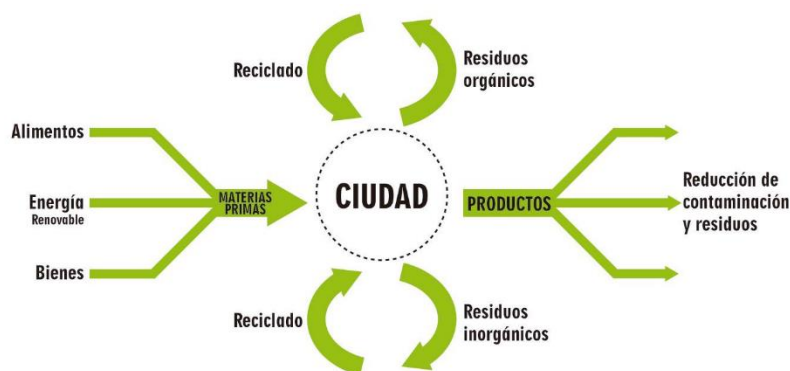 Reciclado
Residuos
orgánicos
Alimentos
Energía
Renovable
Bienes
MATERIAS
PRIMAS
CIUDAD
PRODUCTOS
Reducción de
contaminación
y residuos
Reciclado
Residuos
inorgánicos